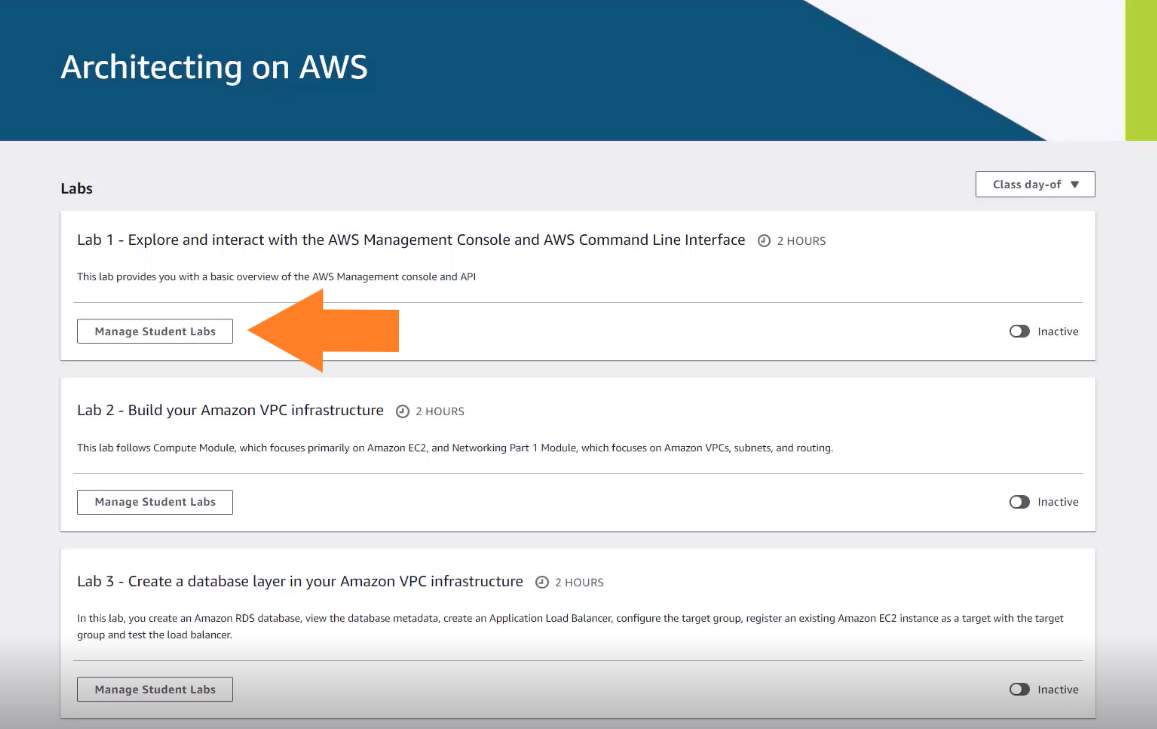 Architecting on AWS
Labs
Class day-of ▼
Lab 1 - Explore and interact with the AWS Management Console and AWS Command Line Interface 2 HOURS
This lab provides you with a basic overview of the AWS Management console and API
Manage Student Labs
Inactive
Lab 2 - Build your Amazon VPC infrastructure 2 HOURS
This lab follows Compute Module, which focuses primarily on Amazon EC2, and Networking Part 1 Module, which focuses on Amazon VPCs, subnets, and routing.
Manage Student Labs
Inactive
Lab 3 - Create a database layer in your Amazon VPC infrastructure 2 HOURS
In this lab, you create an Amazon RDS database, view the database metadata, create an Application Load Balancer, configure the target group, register an existing Amazon EC2 instance as a target with the target
group and test the load balancer.
Manage Student Labs
Inactive